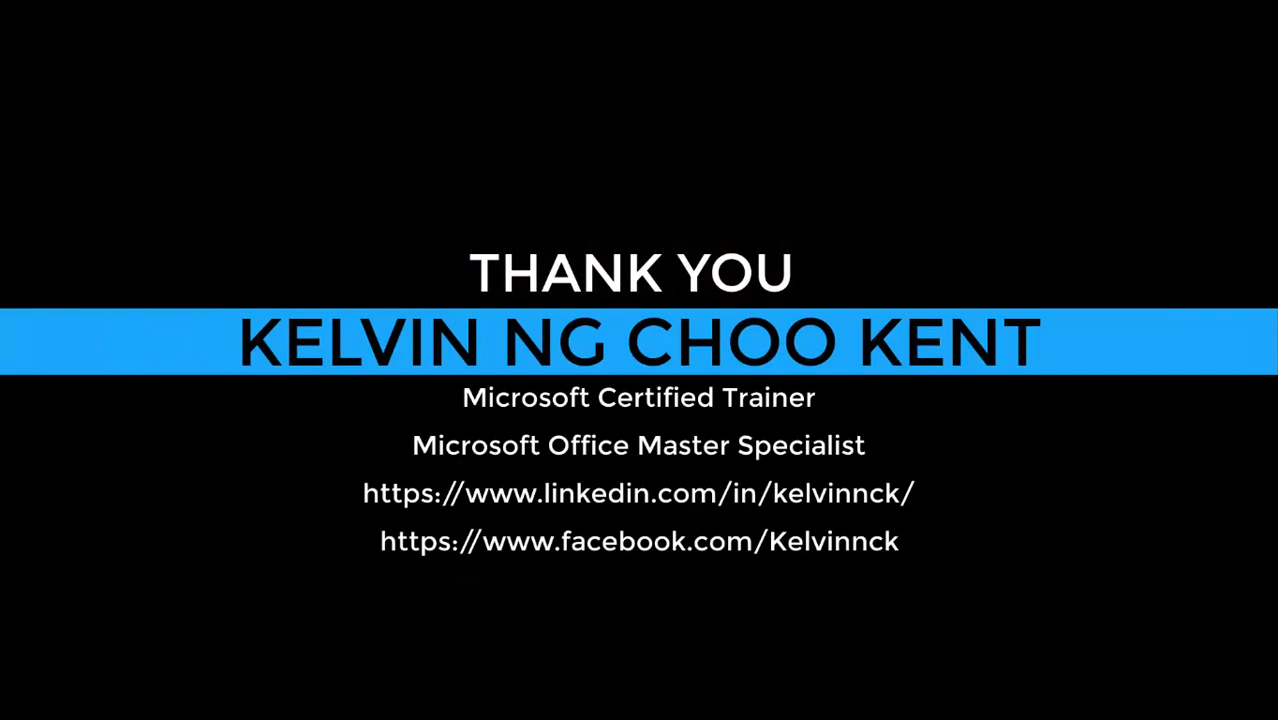 THANK YOU
KELVIN NG CHOO KENT
Microsoft Certified Trainer
Microsoft Office Master Specialist
https://www.linkedin.com/in/kelvinnck/
https://www.facebook.com/Kelvinnck